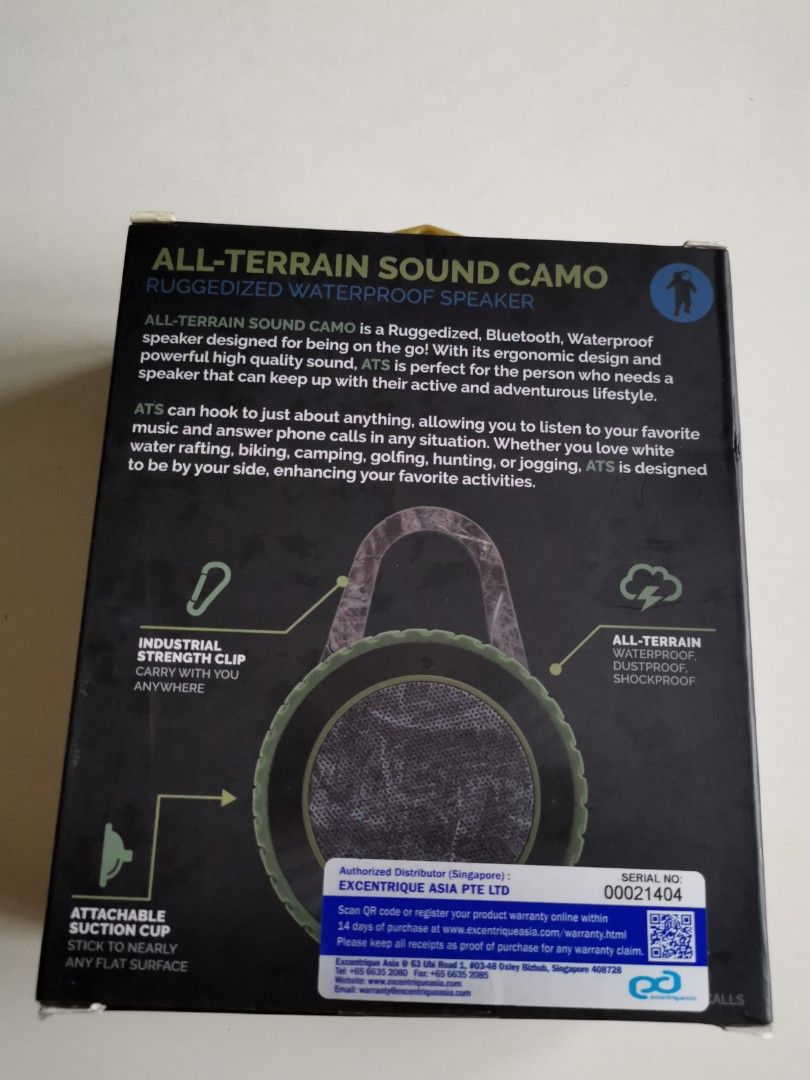 ALL-TERRAIN SOUND CAMO
RUGGEDIZED WATERPROOF SPEAKER
ALL-TERRAIN SOUND CAMO is a Ruggedized, Bluetooth, Waterproof
speaker designed for being on the go! With its ergonomic design and
powerful high quality sound, ATS is perfect for the person who needs a
speaker that can keep up with their active and adventurous lifestyle.
ATS can hook to just about anything, allowing you to listen to your favorite
music and answer phone calls in any situation. Whether you love white
water rafting, biking, camping, golfing, hunting, or jogging, ATS is designed
to be by your side, enhancing your favorite activities.
INDUSTRIAL
STRENGTH CLIP
CARRY WITH YOU
ANYWHERE
ALL-TERRAIN
WATERPROOF,
DUSTPROOF,
SHOCKPROOF
ATTACHABLE
SUCTION CUP
STICK TO NEARLY
ANY FLAT SURFACE
Authorized Distributor (Singapore) :
EXCENTRIQUE ASIA PTE LTD
SERIAL NO:
00021404
Scan QR code or register your product warranty online within
14 days of purchase at www.excentriqueasia.com/warranty.html
Please keep all receipts as proof of purchase for any warranty claim.
Excentrique Asia @ 63 Ubi Road 1, #03-48 Oxley Bizhub, Singapore 408728
Tel: +65 6635 2080 Fax: +65 6635 2085
Website: www.excentriqueasia.com
Email: warranty@excentriqueasia.com
excentriqueasia
CALLS